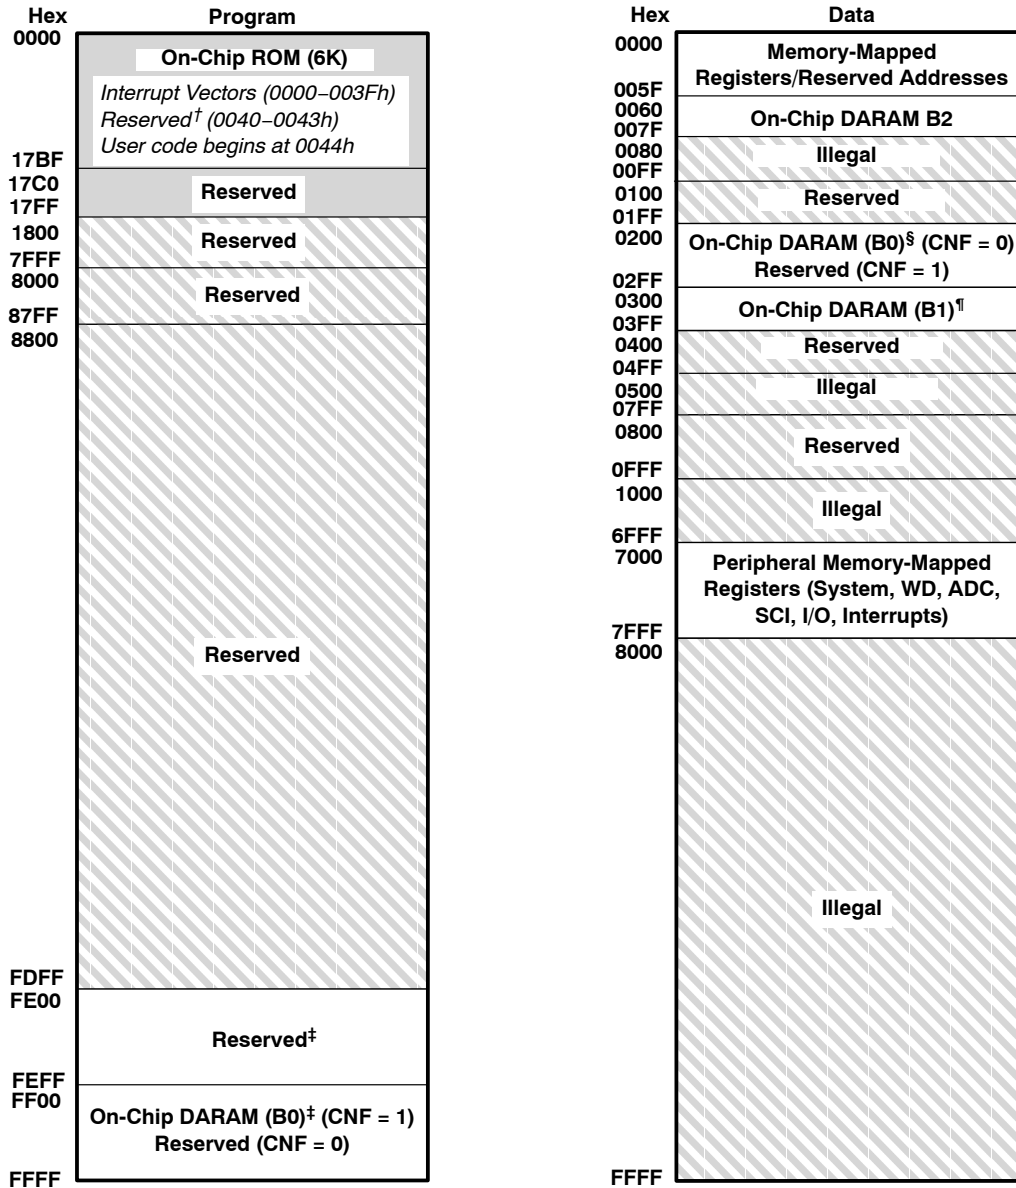 Hex
Program
0000
On-Chip ROM (6K)
Interrupt Vectors (0000−003Fh)
Reserved† (0040−0043h)
User code begins at 0044h
17BF
17C0
Reserved
17FF
1800
Reserved
7FFF
8000
Reserved
87FF
8800
Reserved
FDFF
FE00
Reserved‡
FEFF
FF00
On-Chip DARAM (B0)‡ (CNF = 1)
Reserved (CNF = 0)
FFFF
Hex
Data
0000
Memory-Mapped
Registers/Reserved Addresses
005F
0060
On-Chip DARAM B2
007F
0080
Illegal
00FF
0100
Reserved
01FF
0200
On-Chip DARAM (B0)§ (CNF = 0)
Reserved (CNF = 1)
02FF
0300
On-Chip DARAM (B1)¶
03FF
0400
Reserved
04FF
0500
Illegal
07FF
0800
Reserved
0FFF
1000
Illegal
6FFF
7000
Peripheral Memory-Mapped
Registers (System, WD, ADC,
SCI, I/O, Interrupts)
7FFF
8000
Illegal
FFFF